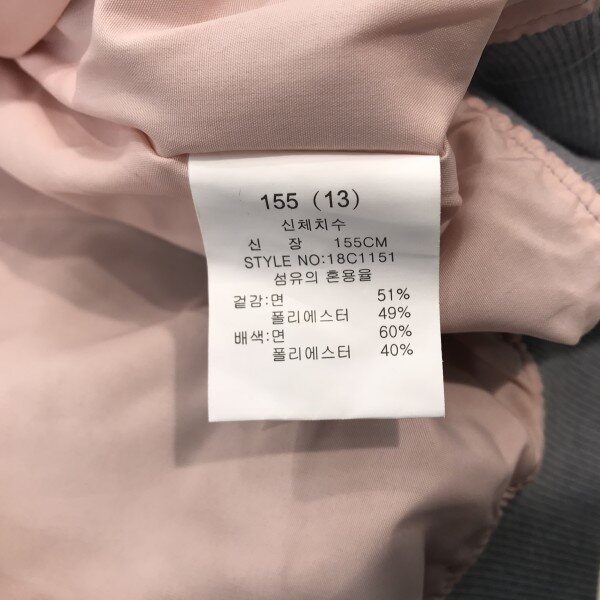 155 (13)
신체치수
신 장 155CM
STYLE NO:18C1151
섬유의 혼용율
겉감:면 51%
폴리에스터 49%
배색:면 60%
폴리에스터 40%